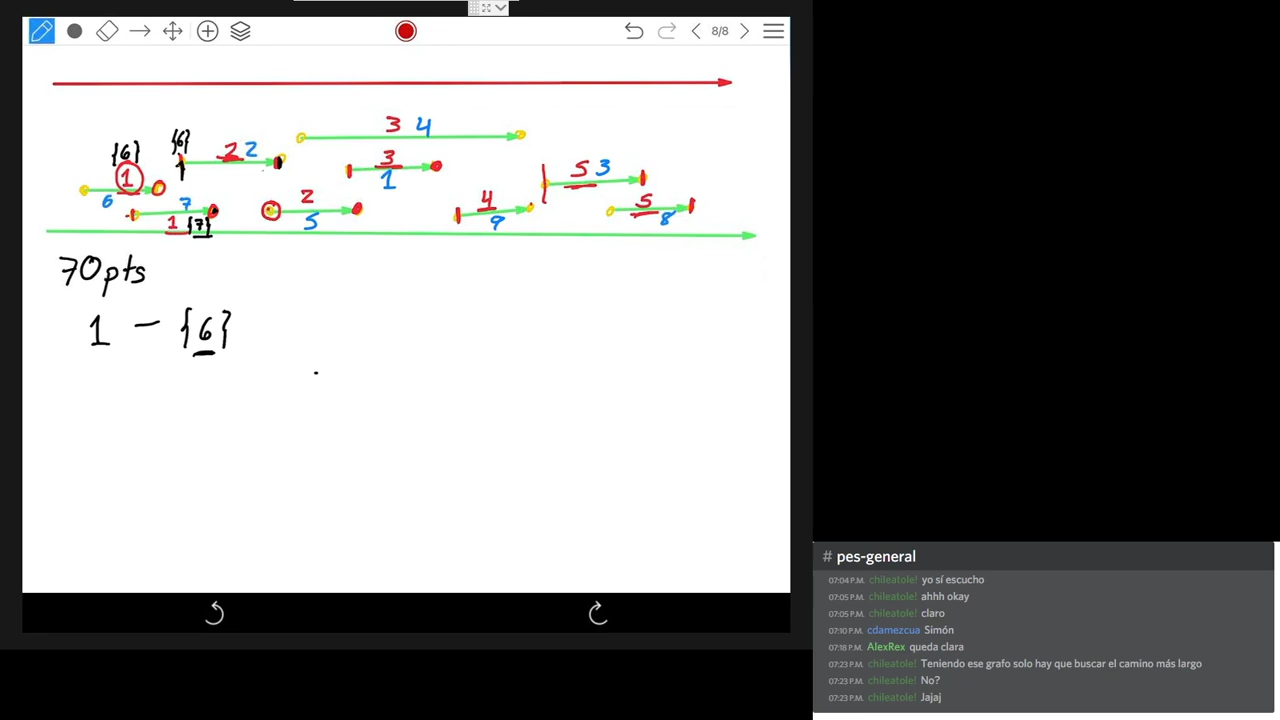 8/8
3 4
{6}
{6}
2 2
1
3
5 3
1
6
7
2
4
5
1 {7}
5
9
8
70pts
1 - {6}
# pes-general
07:04 P.M. chileatole! yo sí escucho
07:05 P.M. chileatole! ahhh okay
07:05 P.M. chileatole! claro
07:10 P.M. cdamezcua Simón
07:18 P.M. AlexRex queda clara
07:23 P.M. chileatole! Teniendo ese grafo solo hay que buscar el camino más largo
07:23 P.M. chileatole! No?
07:23 P.M. chileatole! Jajaj